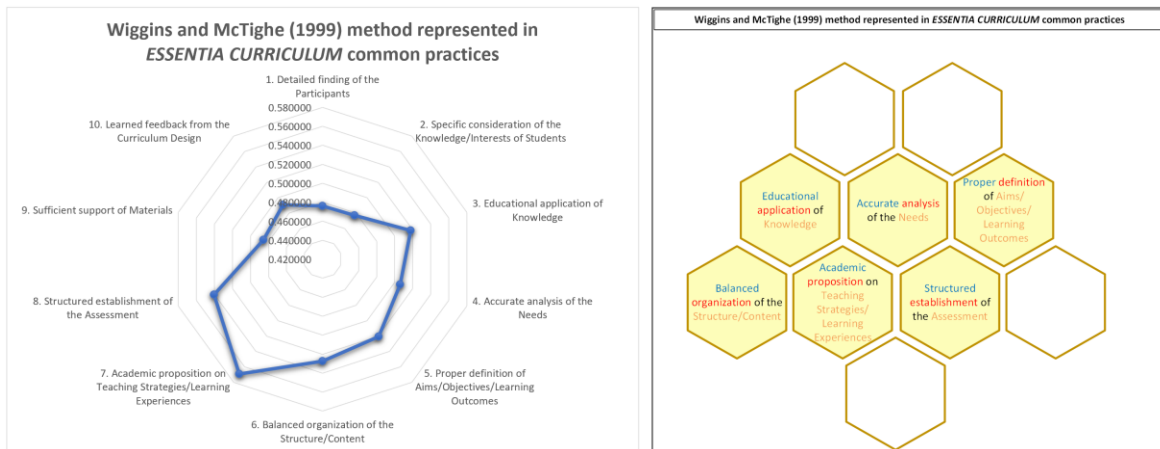 Wiggins and McTighe (1999) method represented in
ESSENTIA CURRICULUM common practices
1. Detailed finding of the
Participants
2. Specific consideration of the
Knowledge/Interests of Students
3. Educational application of
Knowledge
4. Accurate analysis of the
Needs
5. Proper definition of
Aims/Objectives/Learning
Outcomes
6. Balanced organization of the
Structure/Content
7. Academic proposition on
Teaching Strategies/Learning
Experiences
8. Structured establishment of
the Assessment
9. Sufficient support of Materials
10. Learned feedback from the
Curriculum Design
0.580000
0.560000
0.540000
0.520000
0.500000
0.480000
0.460000
0.440000
0.420000
Wiggins and McTighe (1999) method represented in ESSENTIA CURRICULUM common practices
Educational
application of
Knowledge
Accurate analysis
of the Needs
Proper definition
of Aims/
Objectives/
Learning
Outcomes
Balanced
organization of the
Structure/Content
Academic
proposition on
Teaching Strategies/
Learning
Experiences
Structured
establishment of
the Assessment